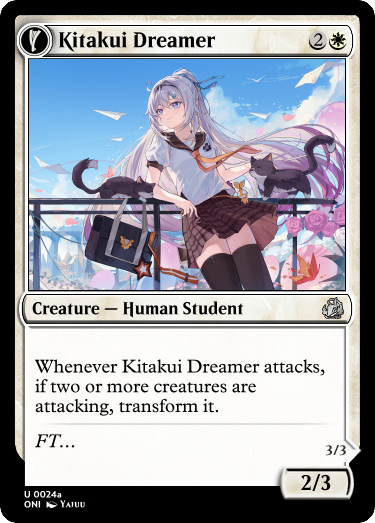 Kitakui Dreamer 2
Creature — Human Student
Whenever Kitakui Dreamer attacks,
if two or more creatures are
attacking, transform it.
FT...
3/3
2/3
U 0024a
ONI Yajuu